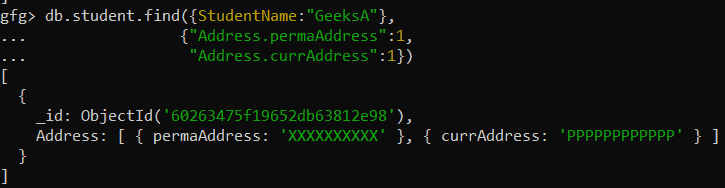 gfg> db.student.find({StudentName:"GeeksA"},
... {"Address.permaAddress":1,
... "Address.currAddress":1})
[
{
_id: ObjectId('60263475f19652db63812e98'),
Address: [ { permaAddress: 'XXXXXXXXXX' }, { currAddress: 'PPPPPPPPPPPP' } ]
}
]